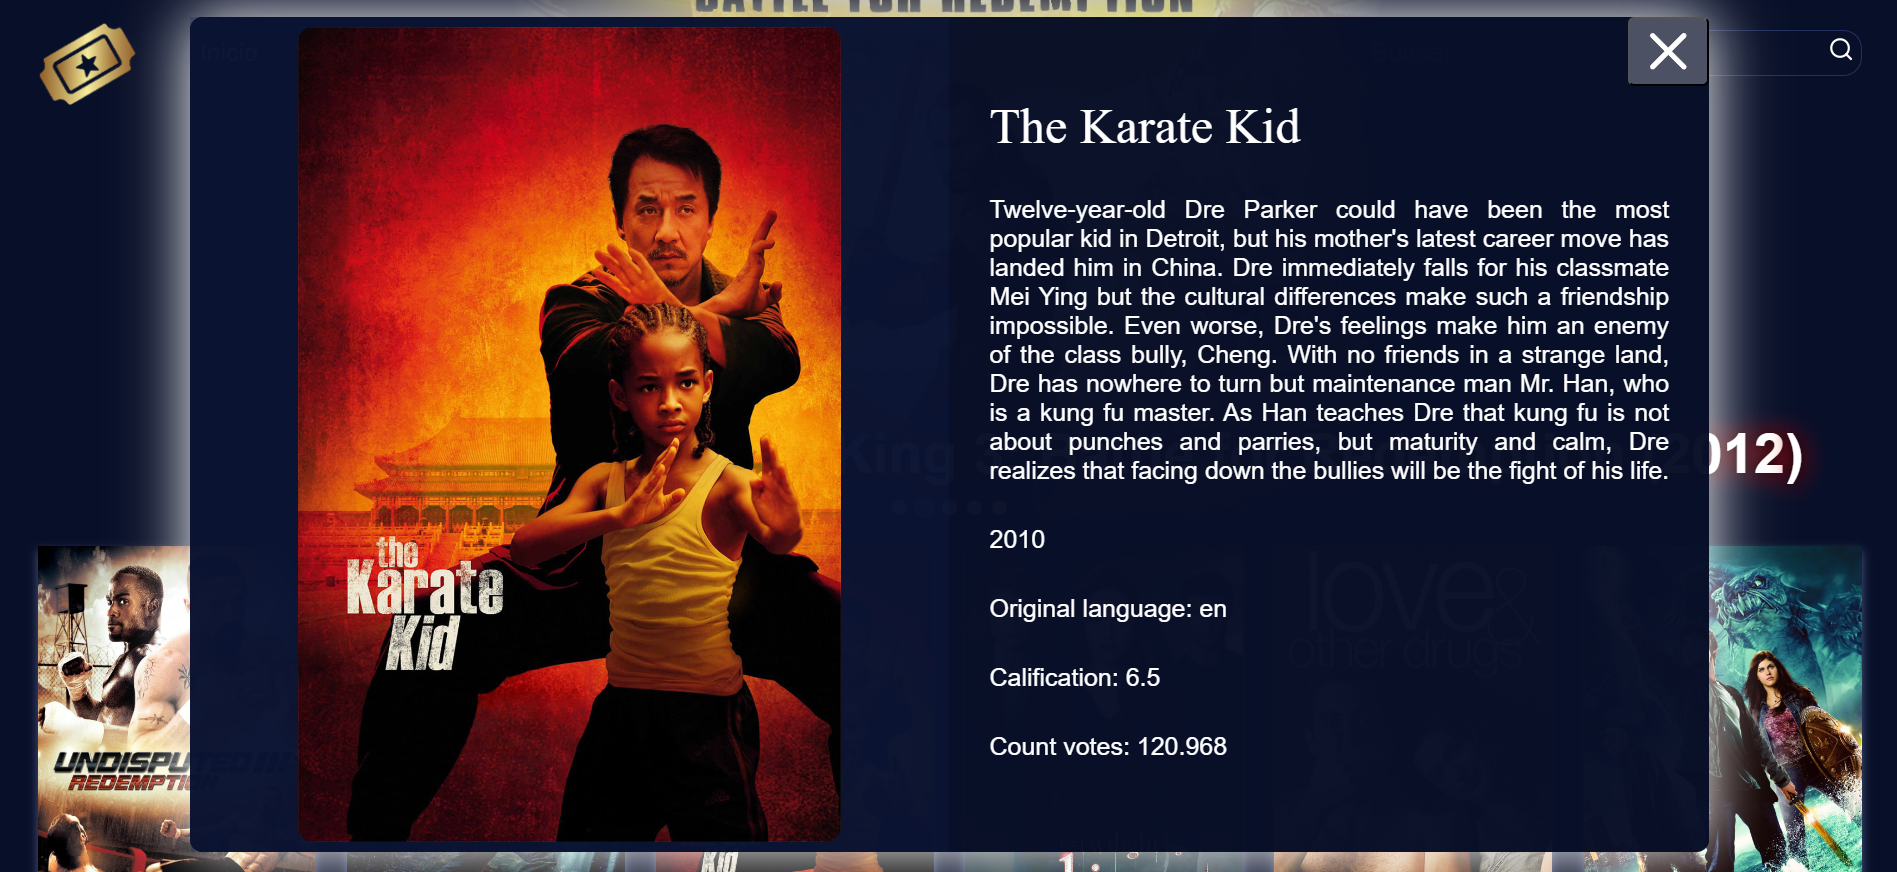 BATTLE FOR REDEMPTION
Inicio
The Karate Kid
Twelve-year-old Dre Parker could have been the most
popular kid in Detroit, but his mother's latest career move has
landed him in China. Dre immediately falls for his classmate
Mei Ying but the cultural differences make such a friendship
impossible. Even worse, Dre's feelings make him an enemy
of the class bully, Cheng. With no friends in a strange land,
Dre has nowhere to turn but maintenance man Mr. Han, who
is a kung fu master. As Han teaches Dre that kung fu is not
about punches and parries, but maturity and calm, Dre
realizes that facing down the bullies will be the fight of his life.
2010
Original language: en
Calification: 6.5
Count votes: 120.968
the
Karate
Kid
King 2012)
love &
other drugs
UNDISPUTED III
REDEMPTION